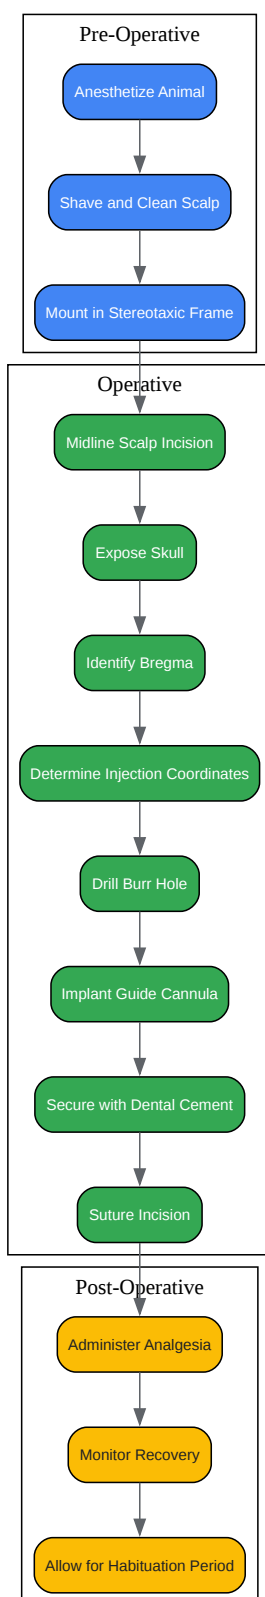 Pre-Operative
Anesthetize Animal
Shave and Clean Scalp
Mount in Stereotaxic Frame
Operative
Midline Scalp Incision
Expose Skull
Identify Bregma
Determine Injection Coordinates
Drill Burr Hole
Implant Guide Cannula
Secure with Dental Cement
Suture Incision
Post-Operative
Administer Analgesia
Monitor Recovery
Allow for Habituation Period